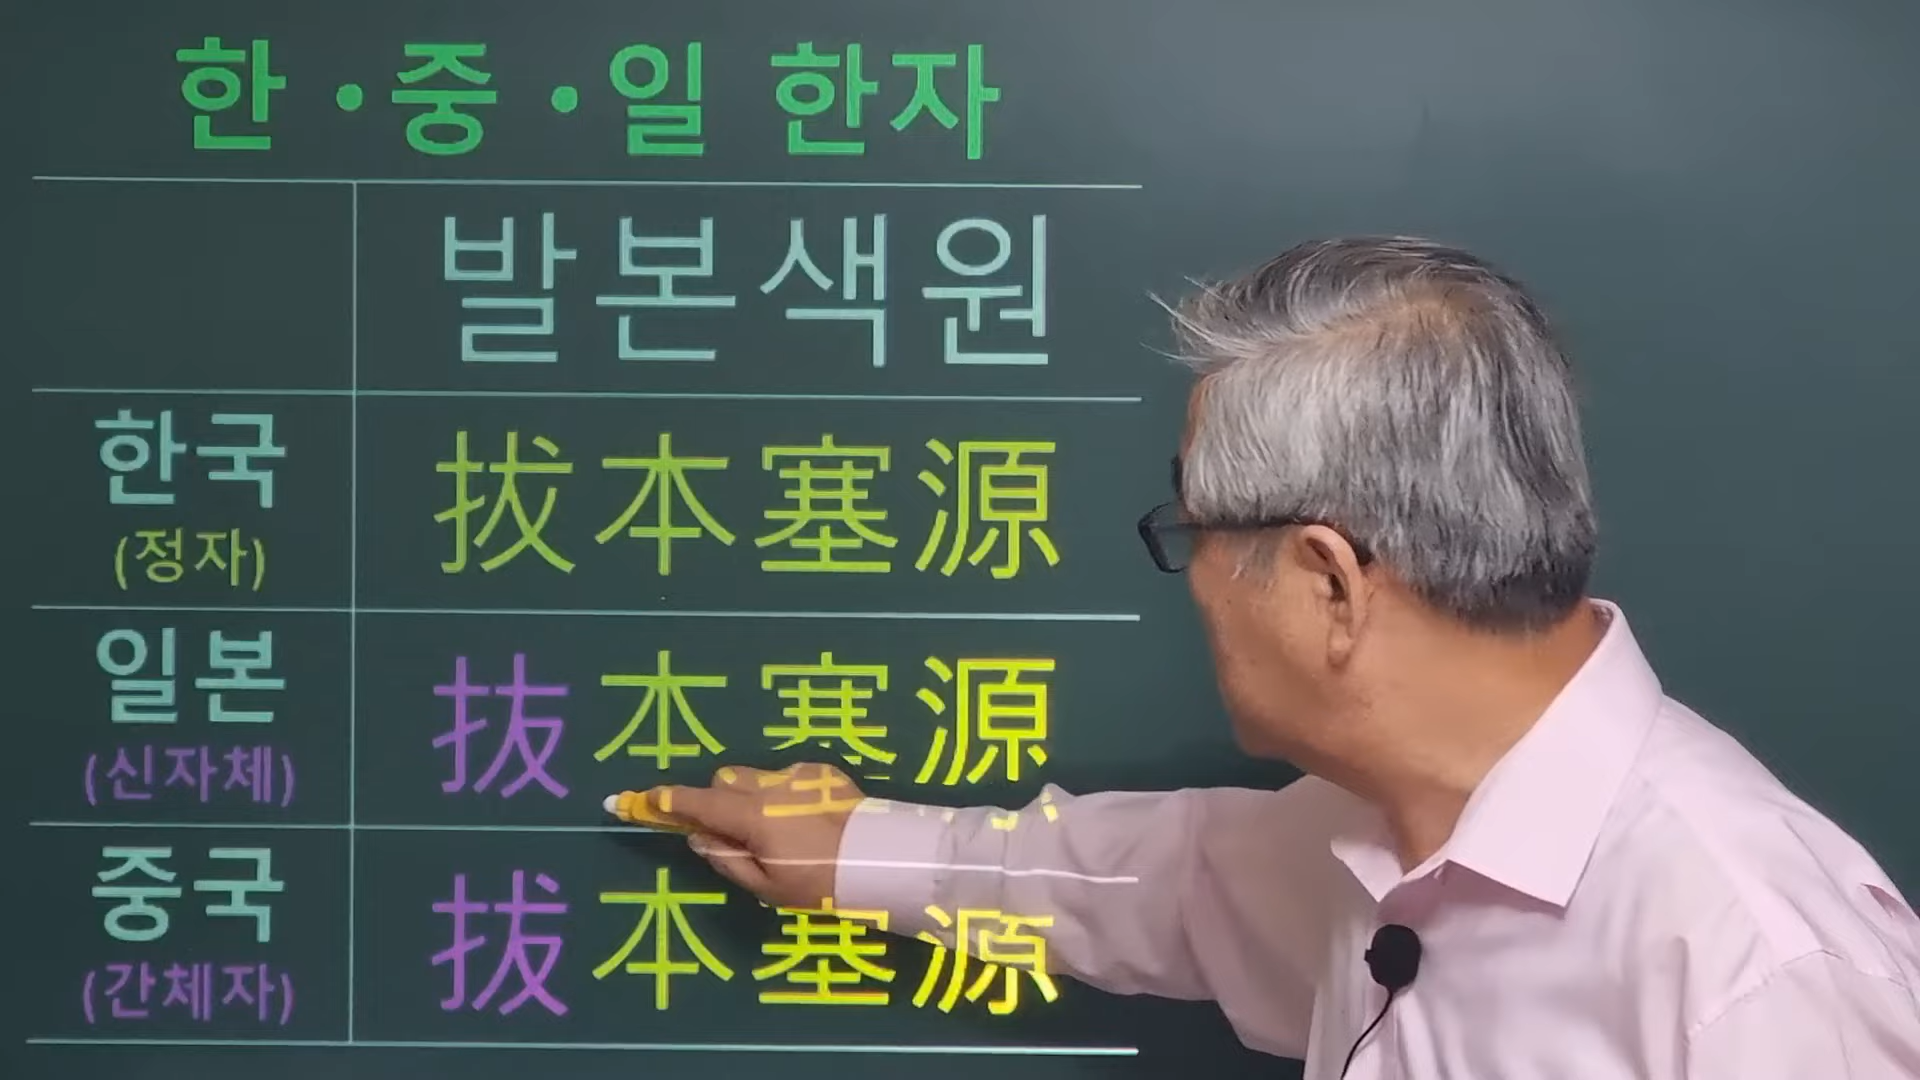 한·중·일 한자
발본색원
한국 拔本塞源
(정자)
일본 抜本塞源
(신자체)
중국 拔本塞源
(간체자)